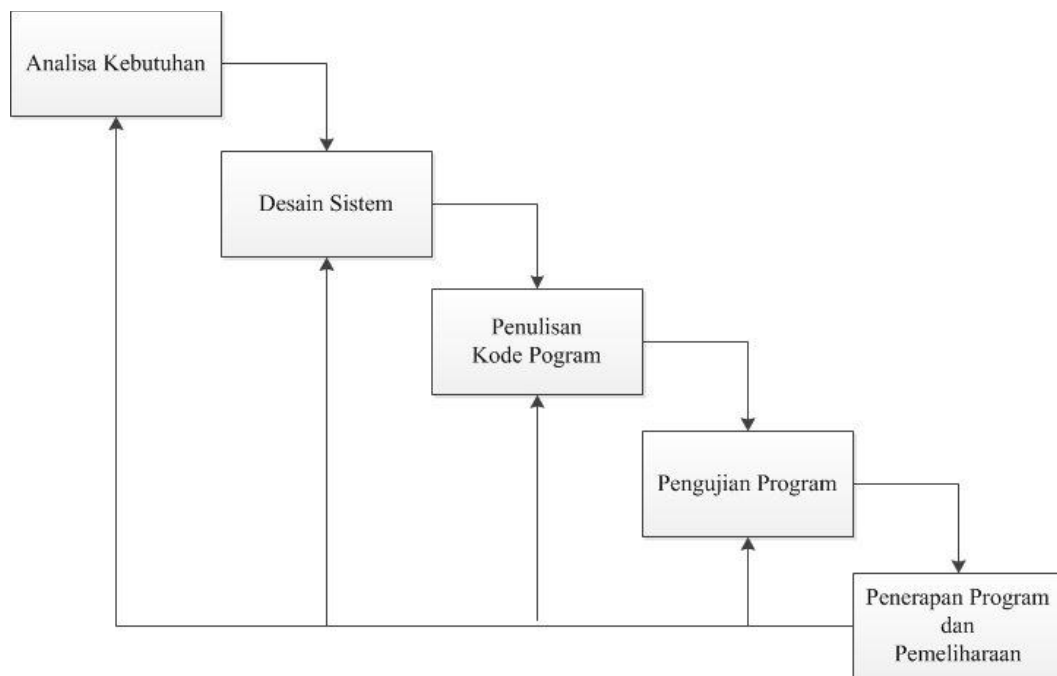 Analisa Kebutuhan
Desain Sistem
Penulisan
Kode Pogram
Pengujian Program
Penerapan Program
dan
Pemeliharaan